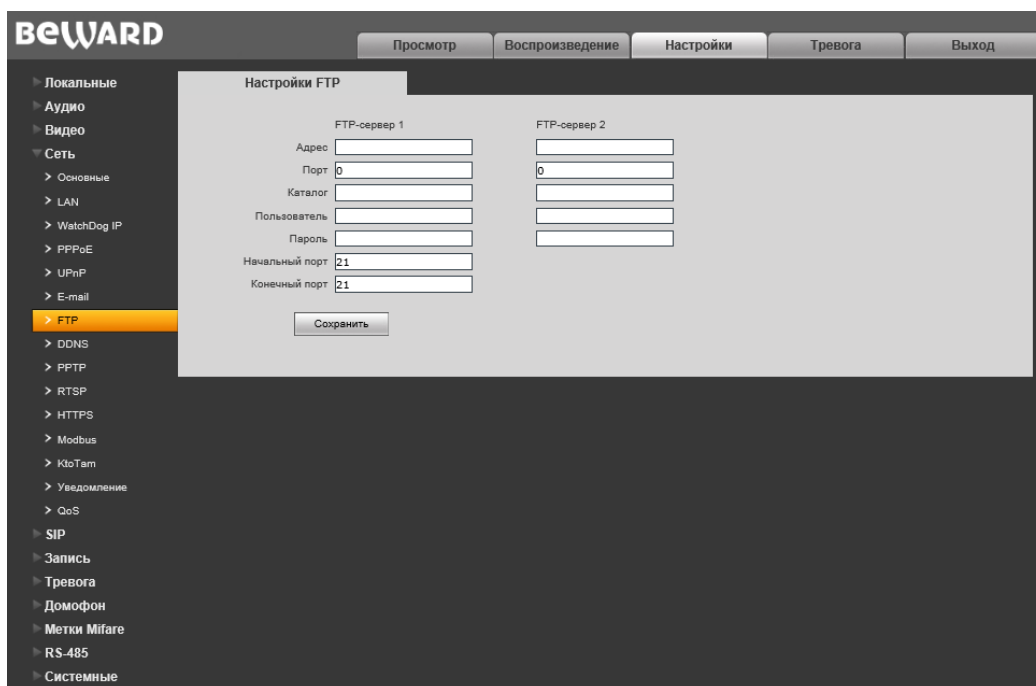 BEWARD
Просмотр Воспроизведение Настройки Тревога Выход
Локальные
Аудио
Видео
Сеть
Основные
LAN
WatchDog IP
PPPoE
UPnP
E-mail
FTP
DDNS
PPTP
RTSP
HTTPS
Modbus
KtoTam
Уведомление
QoS
SIP
Запись
Тревога
Домофон
Метки Mifare
RS-485
Системные
Настройки FTP
FTP-сервер 1 FTP-сервер 2
Адрес
Порт 0 0
Каталог
Пользователь
Пароль
Начальный порт 21
Конечный порт 21
Сохранить